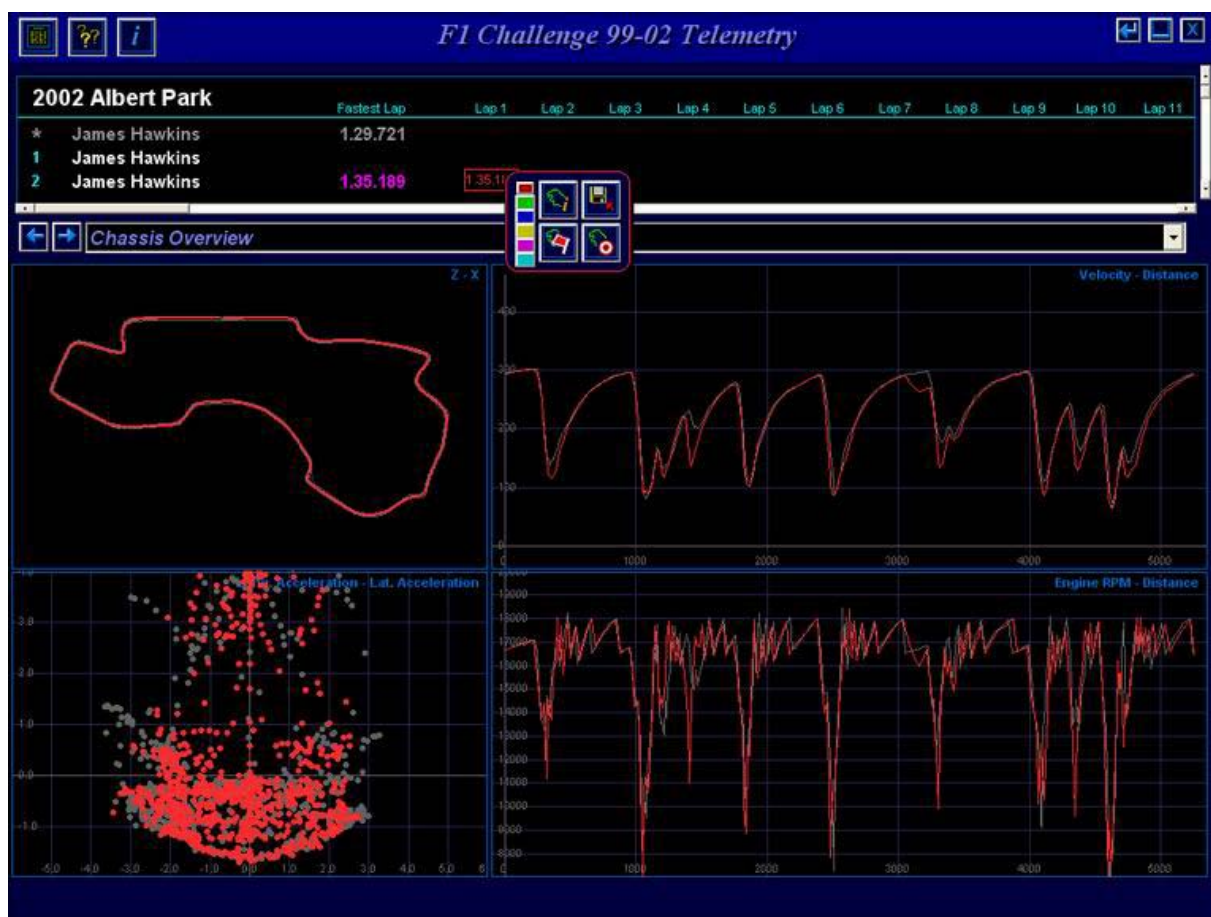 F1 Challenge 99-02 Telemetry
2002 Albert Park Fastest Lap Lap 1 Lap 2 Lap 3 Lap 4 Lap 5 Lap 6 Lap 7 Lap 8 Lap 9 Lap 10 Lap 11
* James Hawkins 1.29.721
1 James Hawkins
2 James Hawkins 1.35.189
Chassis Overview
Z - X
Velocity - Distance
400
300
200
100
0
0 1000 2000 3000 4000 5000
Acceleration - Lat. Acceleration
3.0
2.0
1.0
0.0
-1.0
-5.0 -4.0 -3.0 -2.0 -1.0 0.0 1.0 2.0 3.0 4.0 5.0
Engine RPM - Distance
19000
18000
17000
16000
15000
14000
13000
12000
11000
10000
9000
8000
0 1000 2000 3000 4000 5000